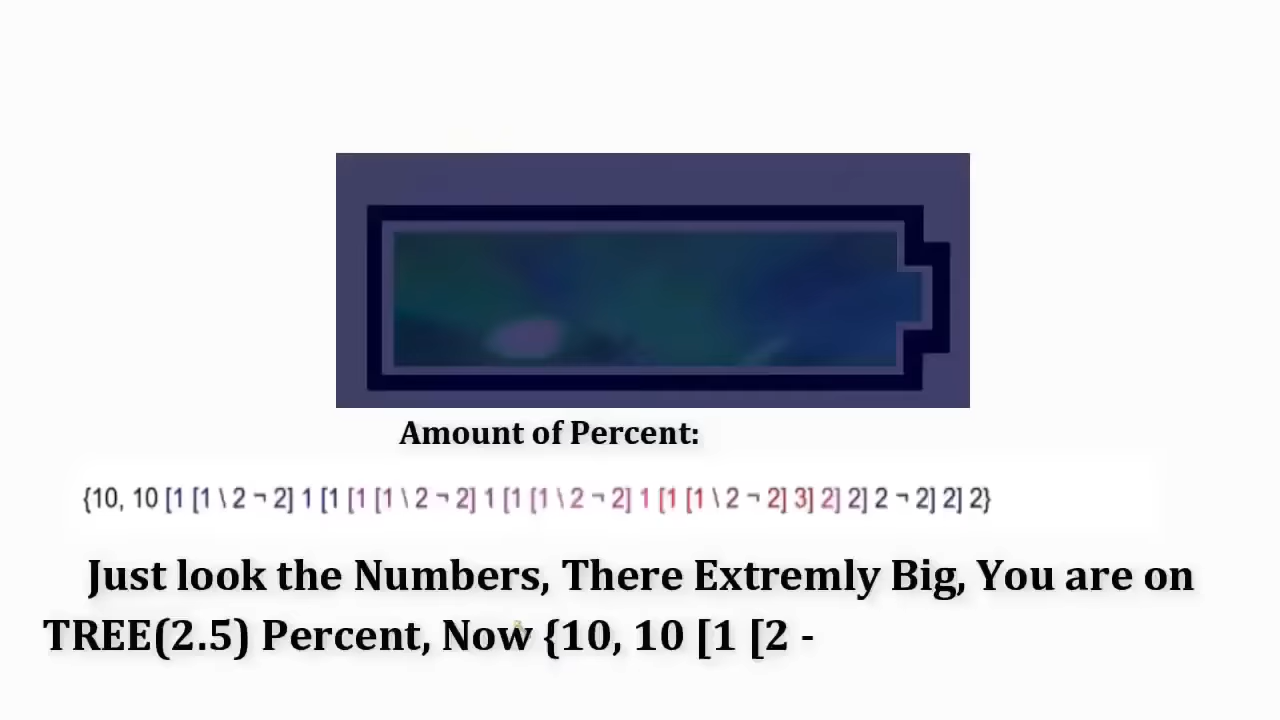 Amount of Percent:
{10, 10 [1 [1 \ 2 ¬ 2] 1 [1 [1 [1 \ 2 ¬ 2] 1 [1 [1 \ 2 ¬ 2] 1 [1 [1 \ 2 ¬ 2] 3] 2] 2] 2 ¬ 2] 2] 2}
Just look the Numbers, There Extremly Big, You are on
TREE(2.5) Percent, Now {10, 10 [1 [2 -